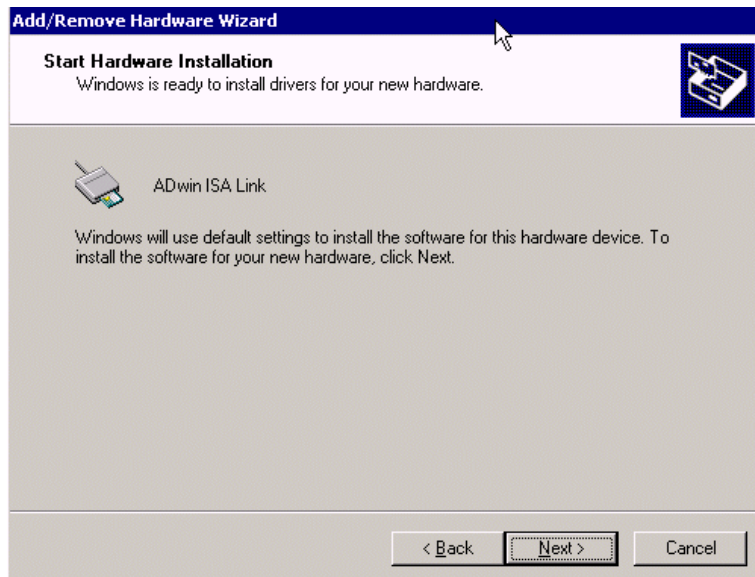 Add/Remove Hardware Wizard
Start Hardware Installation
Windows is ready to install drivers for your new hardware.
ADwin ISA Link
Windows will use default settings to install the software for this hardware device. To
install the software for your new hardware, click Next.
< Back
Next >
Cancel